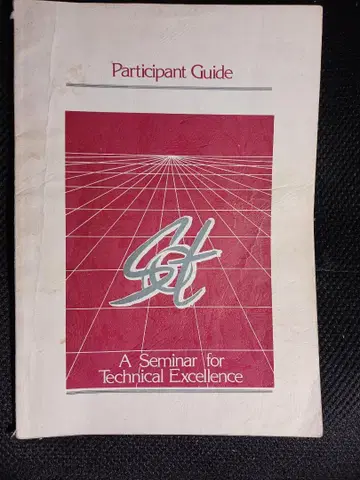 Participant Guide
A Seminar for
Technical Excellence